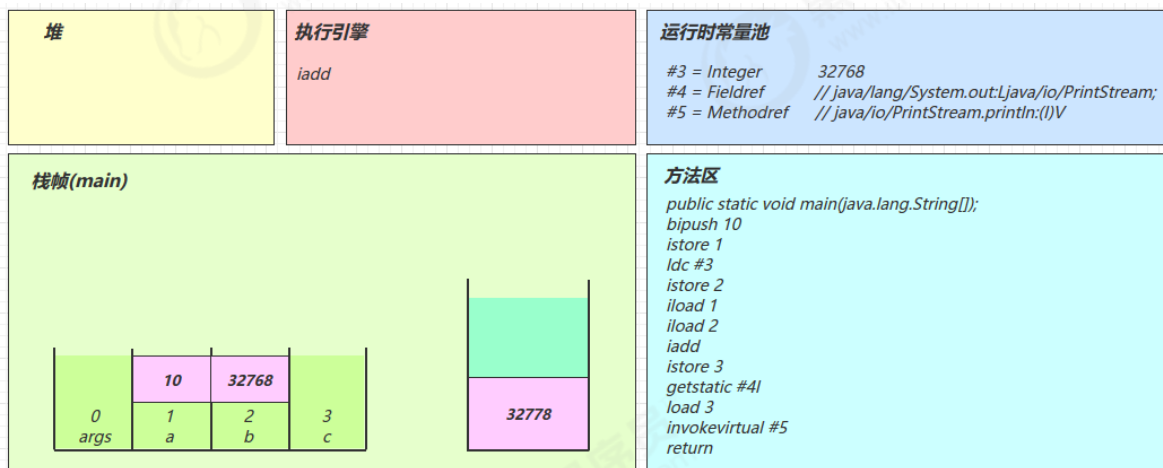 堆
执行引擎
iadd
运行时常量池
#3 = Integer 32768
#4 = Fieldref // java/lang/System.out:Ljava/io/PrintStream;
#5 = Methodref // java/io/PrintStream.println:(I)V
栈帧(main)
10 32768
0 1 2 3
args a b c
32778
方法区
public static void main(java.lang.String[]);
bipush 10
istore 1
ldc #3
istore 2
iload 1
iload 2
iadd
istore 3
getstatic #4I
load 3
invokevirtual #5
return